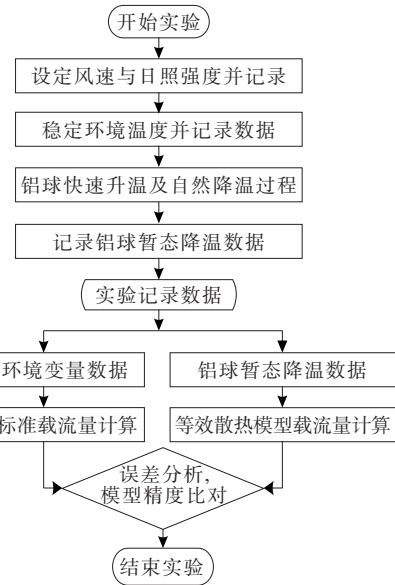 开始实验
设定风速与日照强度并记录
稳定环境温度并记录数据
铝球快速升温及自然降温过程
记录铝球暂态降温数据
实验记录数据
环境变量数据
铝球暂态降温数据
标准载流量计算
等效散热模型载流量计算
误差分析,
模型精度比对
结束实验